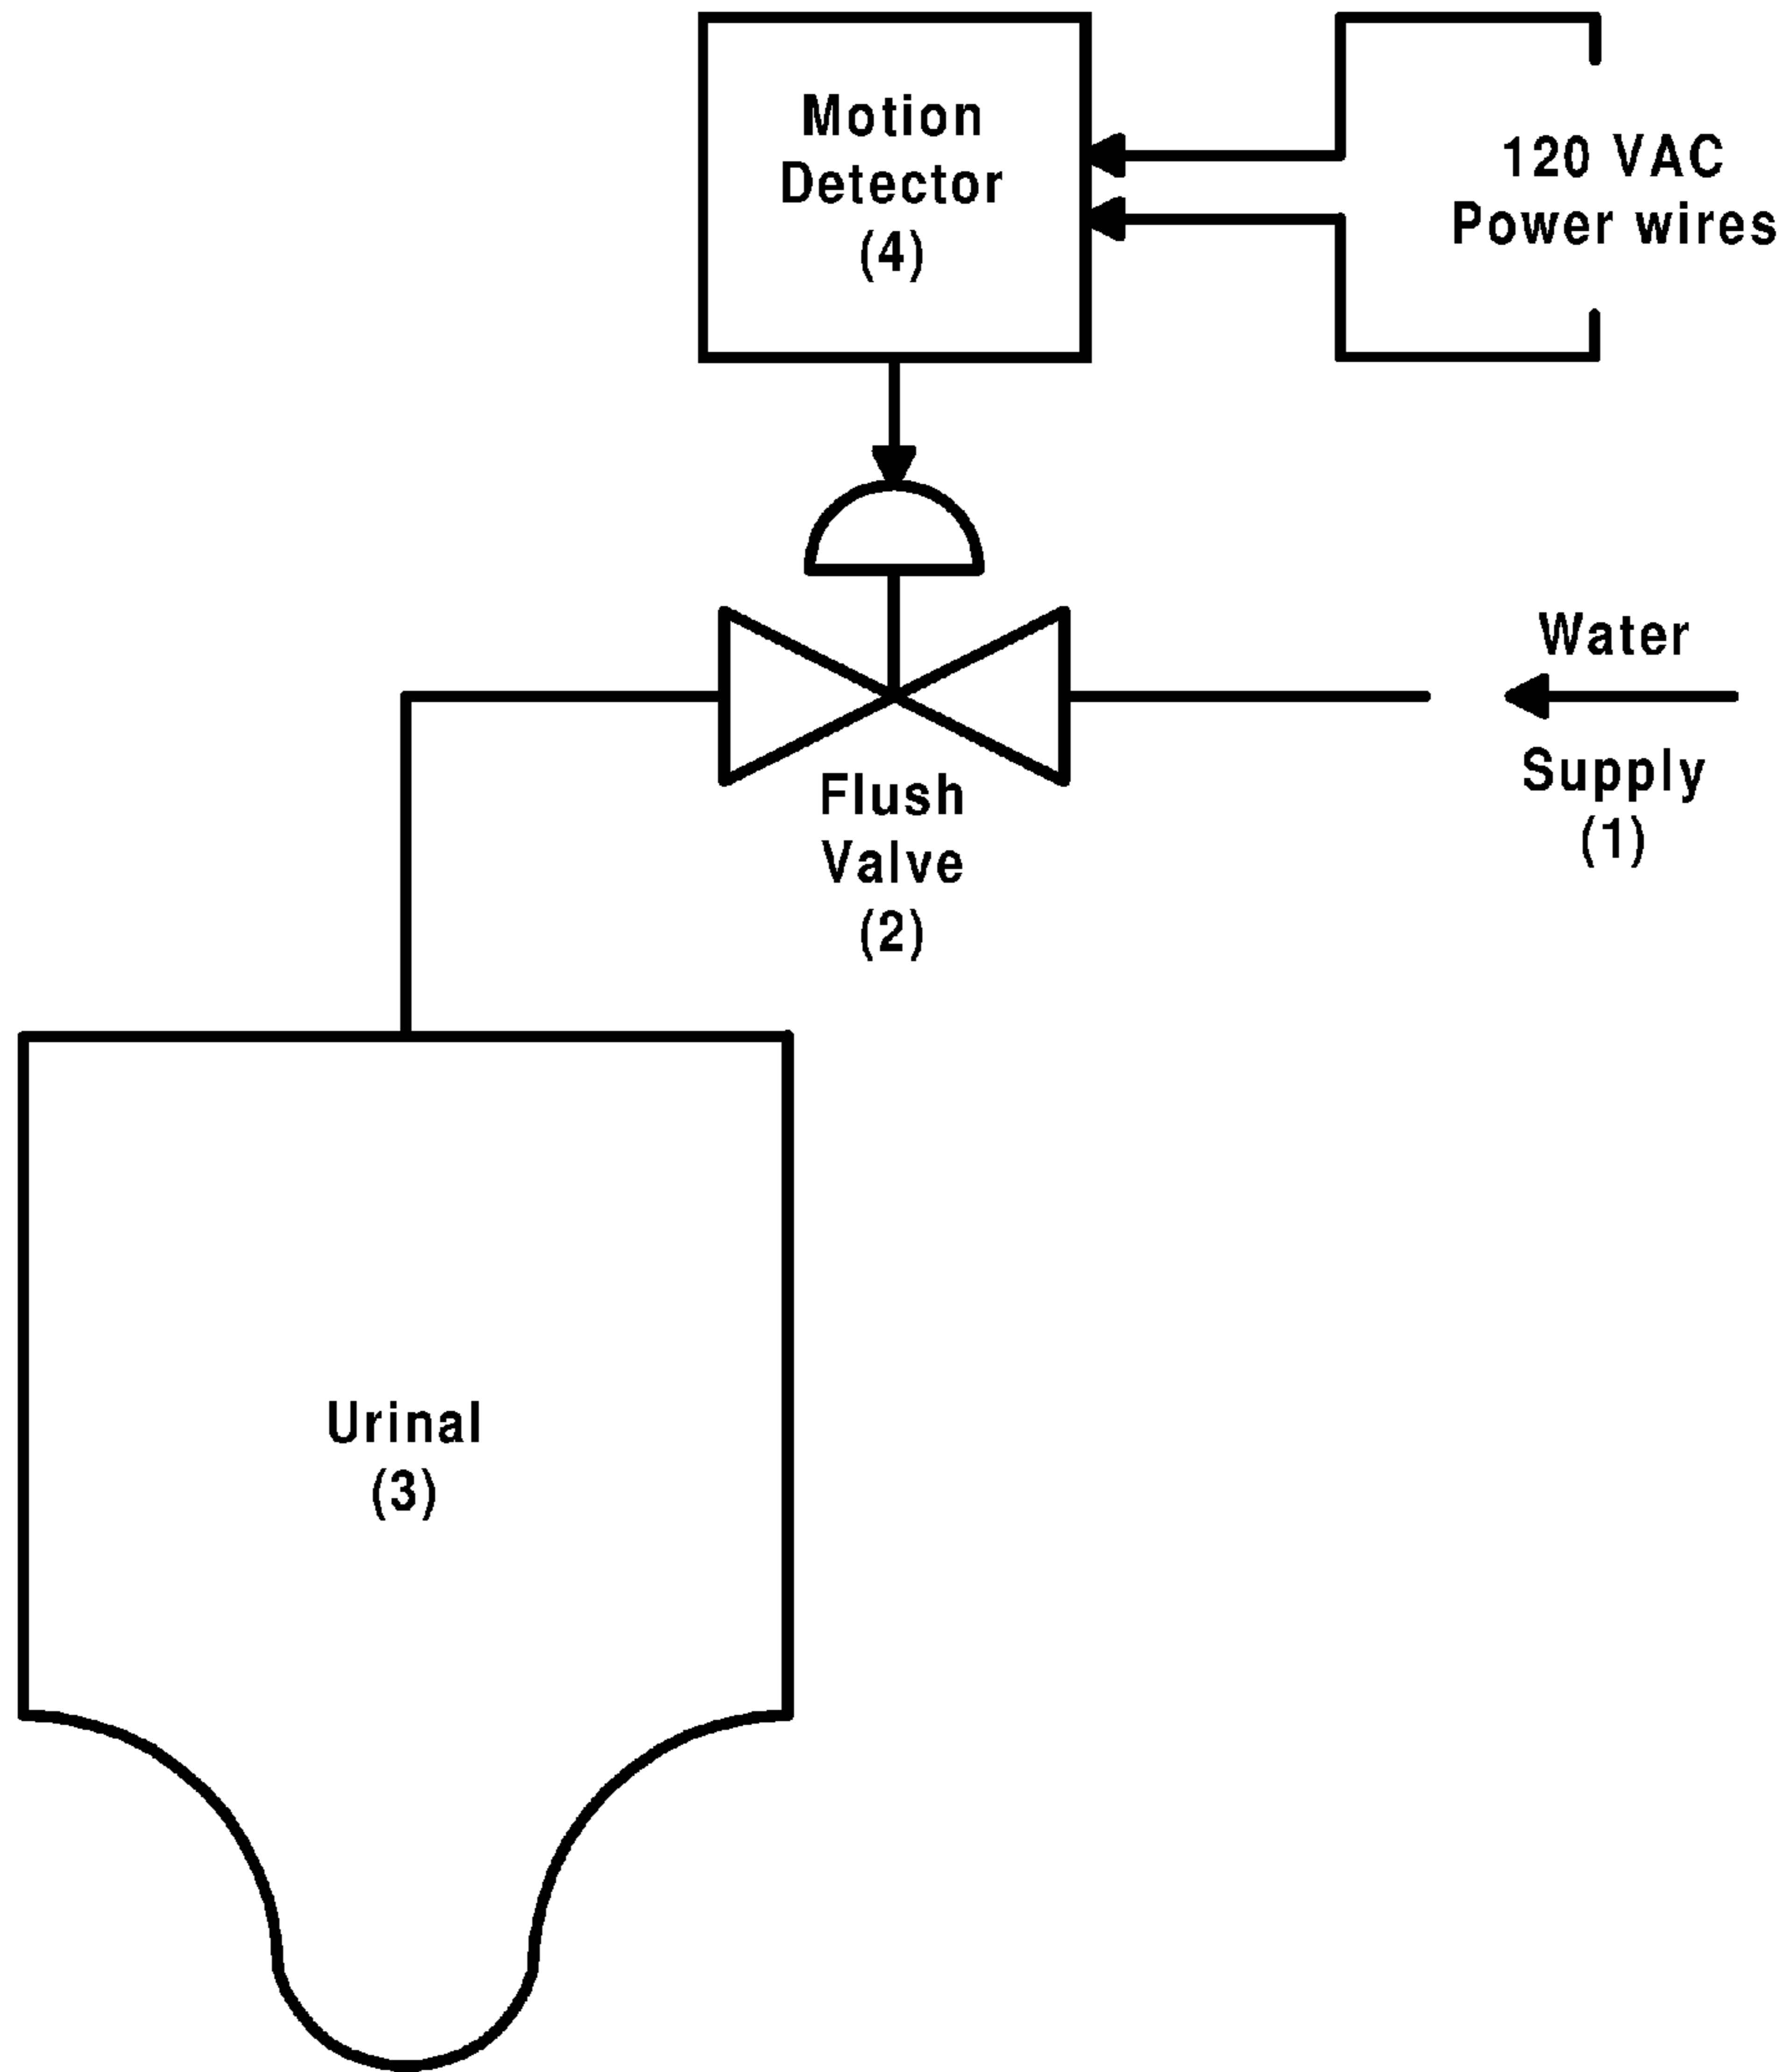 Motion
Detector
(4)
120 VAC
Power wires
Water
Supply
(1)
Flush
Valve
(2)
Urinal
(3)